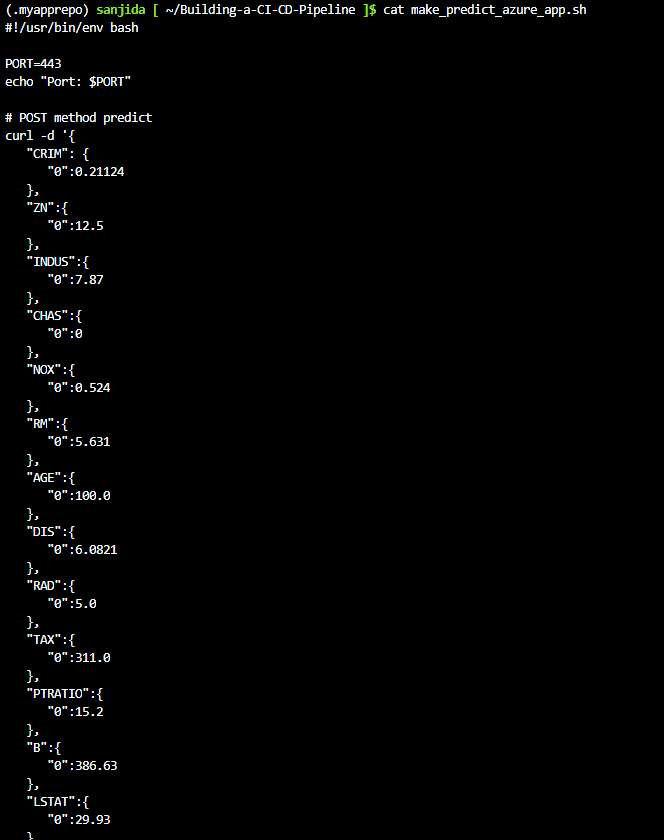 (.myapprepo) sanjida [ ~/Building-a-CI-CD-Pipeline ]$ cat make_predict_azure_app.sh
#!/usr/bin/env bash

PORT=443
echo "Port: $PORT"

# POST method predict
curl -d '{
   "CRIM": {
      "0":0.21124
   },
   "ZN":{
      "0":12.5
   },
   "INDUS":{
      "0":7.87
   },
   "CHAS":{
      "0":0
   },
   "NOX":{
      "0":0.524
   },
   "RM":{
      "0":5.631
   },
   "AGE":{
      "0":100.0
   },
   "DIS":{
      "0":6.0821
   },
   "RAD":{
      "0":5.0
   },
   "TAX":{
      "0":311.0
   },
   "PTRATIO":{
      "0":15.2
   },
   "B":{
      "0":386.63
   },
   "LSTAT":{
      "0":29.93
   }